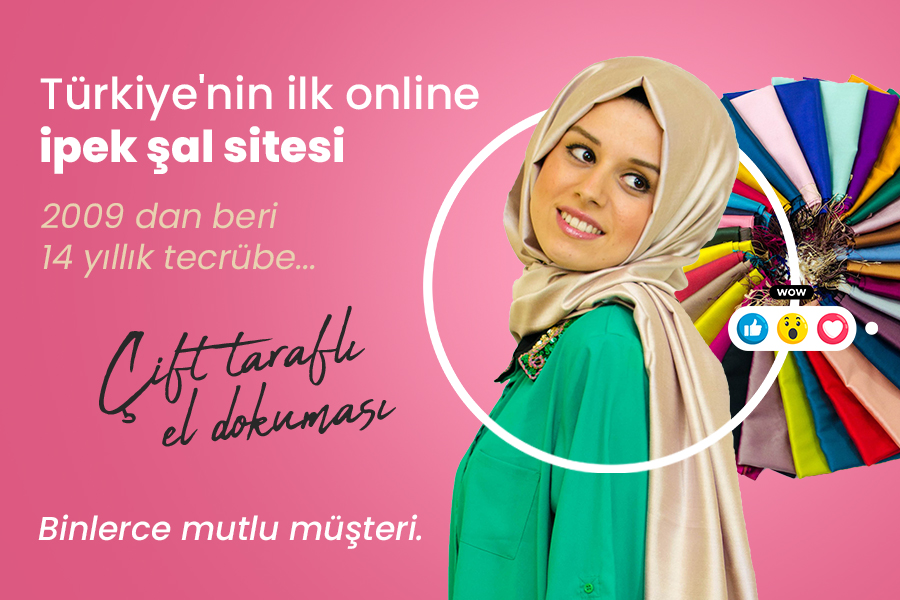 Türkiye'nin ilk online
ipek şal sitesi
2009 dan beri
14 yıllık tecrübe...
Çift taraflı
el dokuması
WOW
Binlerce mutlu müşteri.